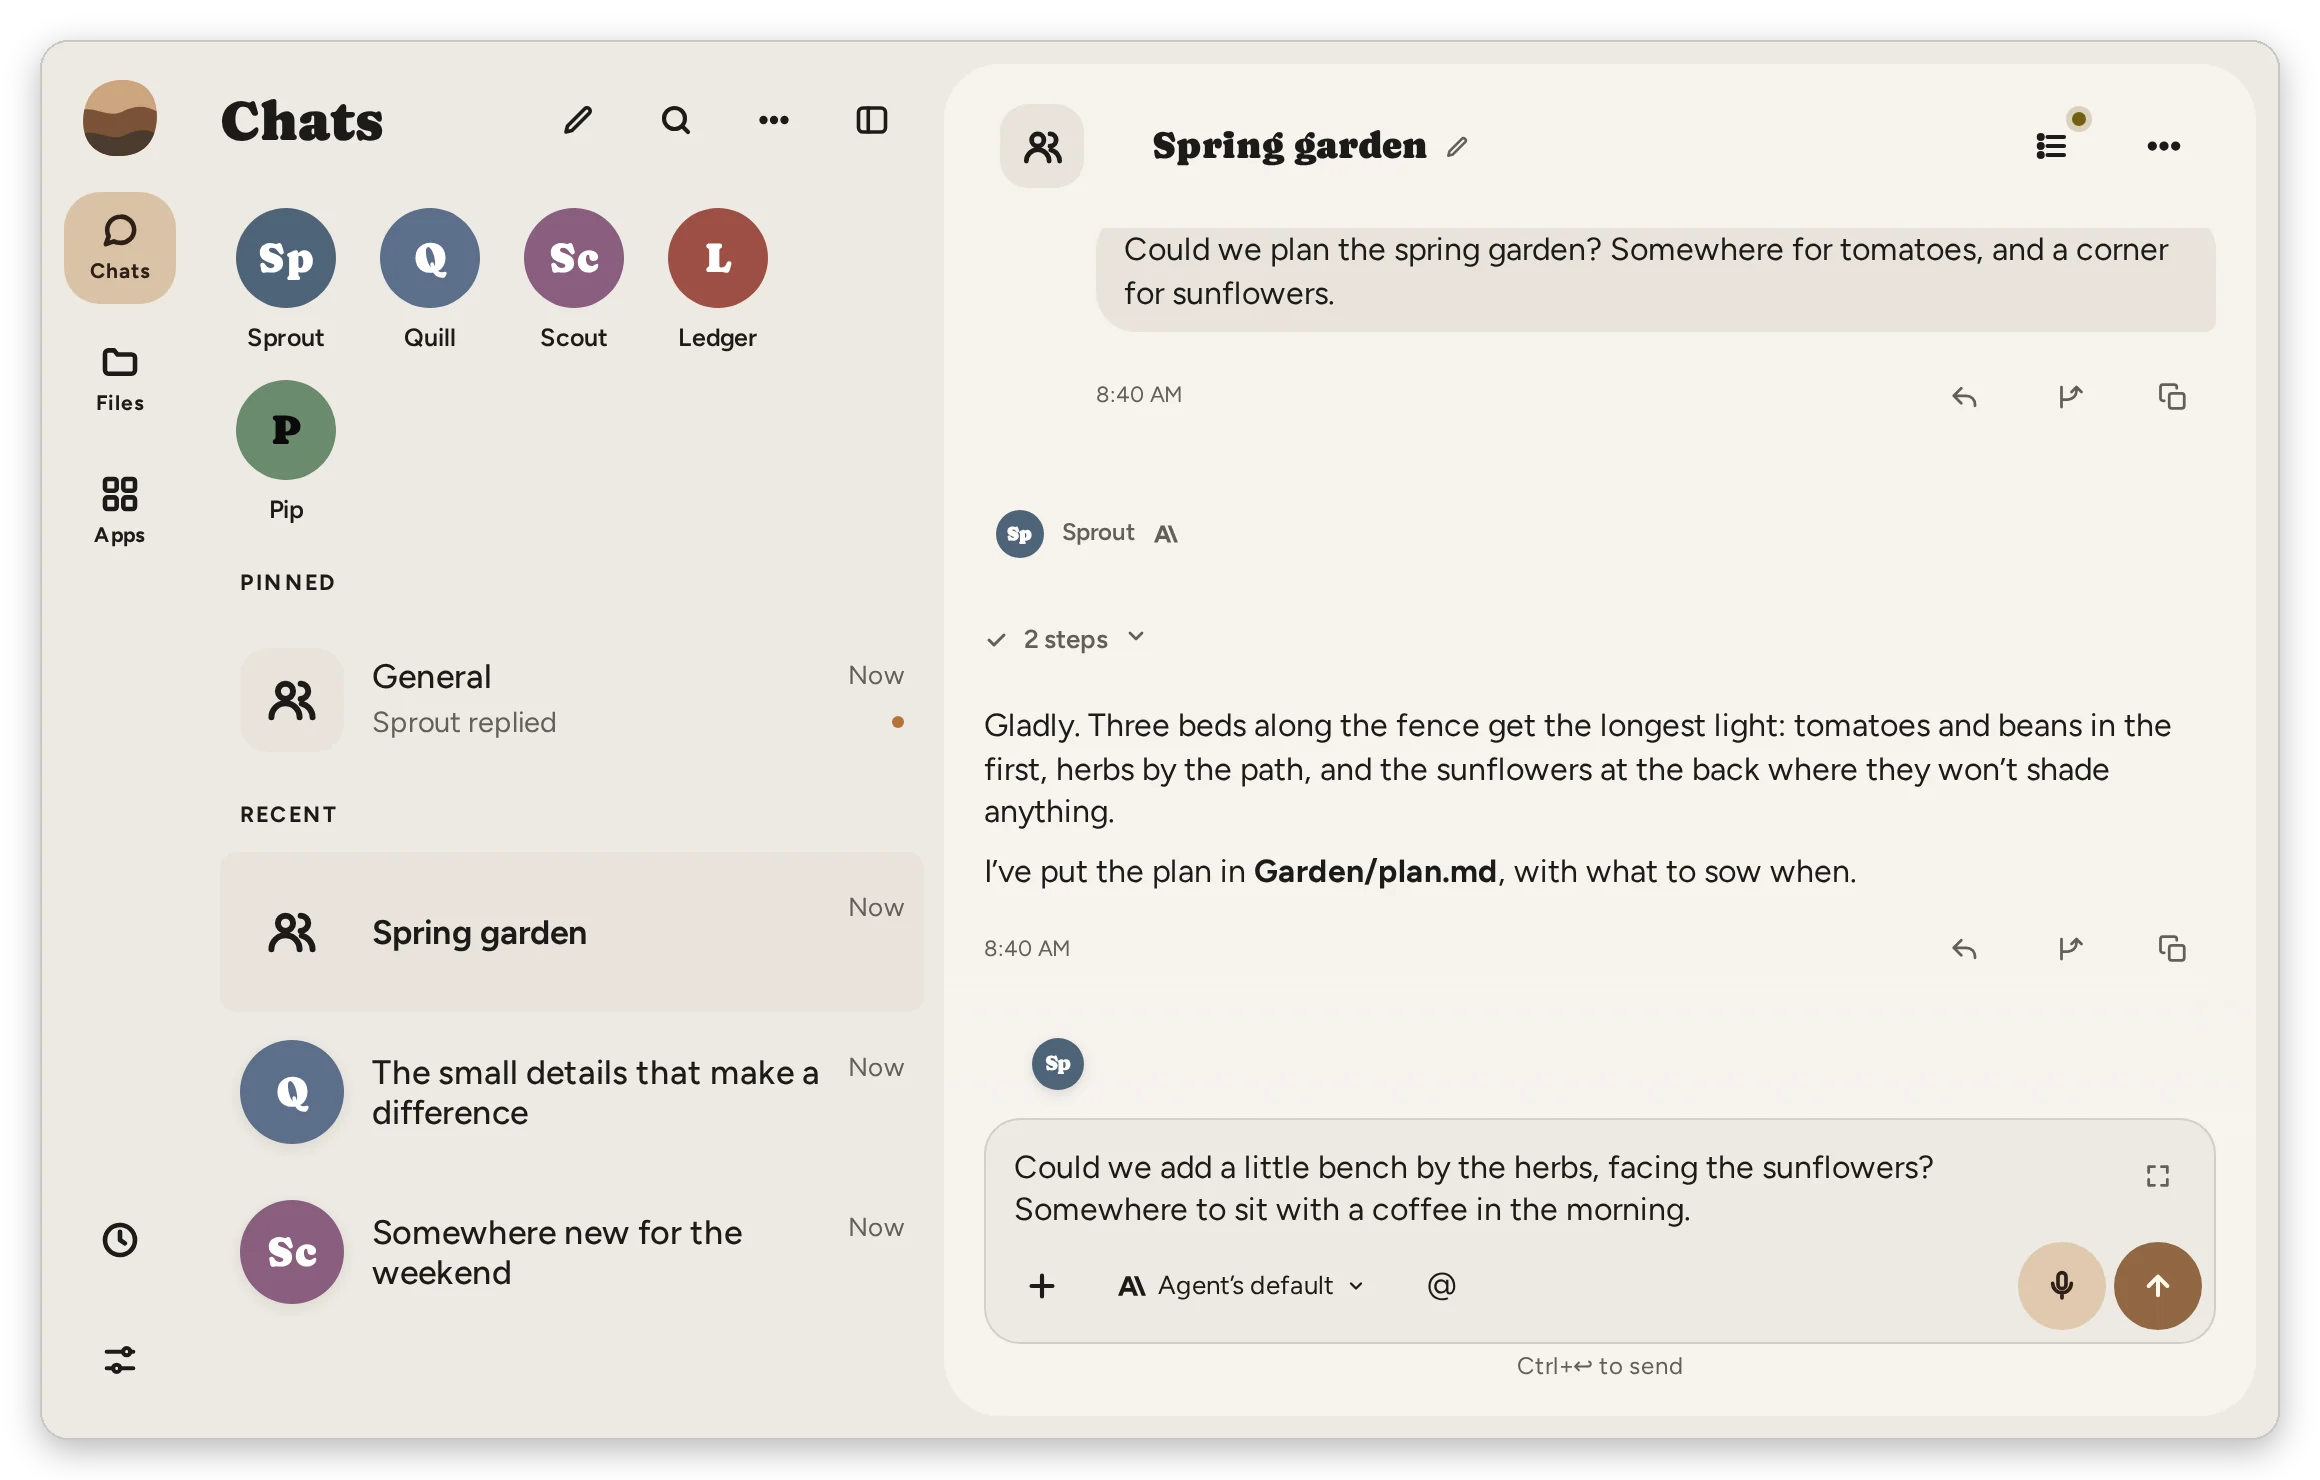 Chats
Chats
Files
Apps
Sp
Q
Sc
L
Sprout
Quill
Scout
Ledger
P
Pip
PINNED
General
Now
Sprout replied
RECENT
Spring garden
Now
Q
The small details that make a
difference
Now
Sc
Somewhere new for the
weekend
Now
Spring garden
Could we plan the spring garden? Somewhere for tomatoes, and a corner
for sunflowers.
8:40 AM
Sp
Sprout
2 steps
Gladly. Three beds along the fence get the longest light: tomatoes and beans in the
first, herbs by the path, and the sunflowers at the back where they won’t shade
anything.
I’ve put the plan in Garden/plan.md, with what to sow when.
8:40 AM
Sp
Could we add a little bench by the herbs, facing the sunflowers?
Somewhere to sit with a coffee in the morning.
Agent’s default
@
Ctrl+↩ to send